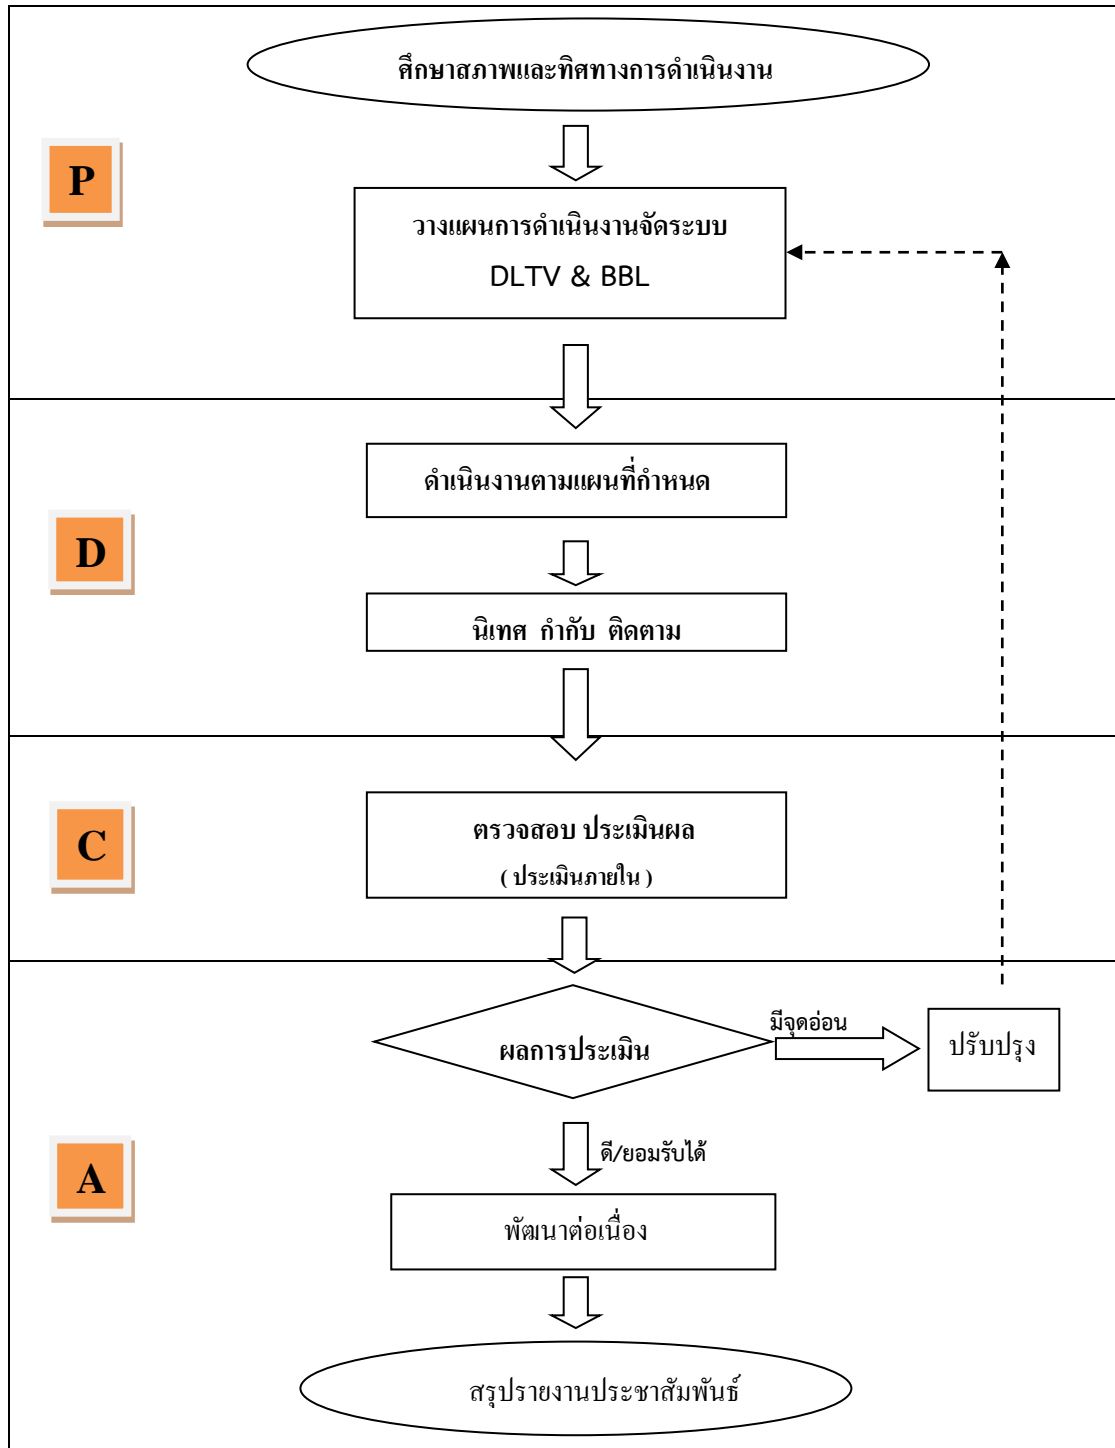 ศึกษาสภาพและทิศทางการดำเนินงาน
P
วางแผนการดำเนินงานจัดระบบ
DLTV & BBL
ดำเนินงานตามแผนที่กำหนด
D
นิเทศ กำกับ ติดตาม
ตรวจสอบ ประเมินผล
( ประเมินภายใน )
C
มีจุดอ่อน
ผลการประเมิน
ปรับปรุง
ดี/ยอมรับได้
A
พัฒนาต่อเนื่อง
สรุปรายงานประชาสัมพันธ์